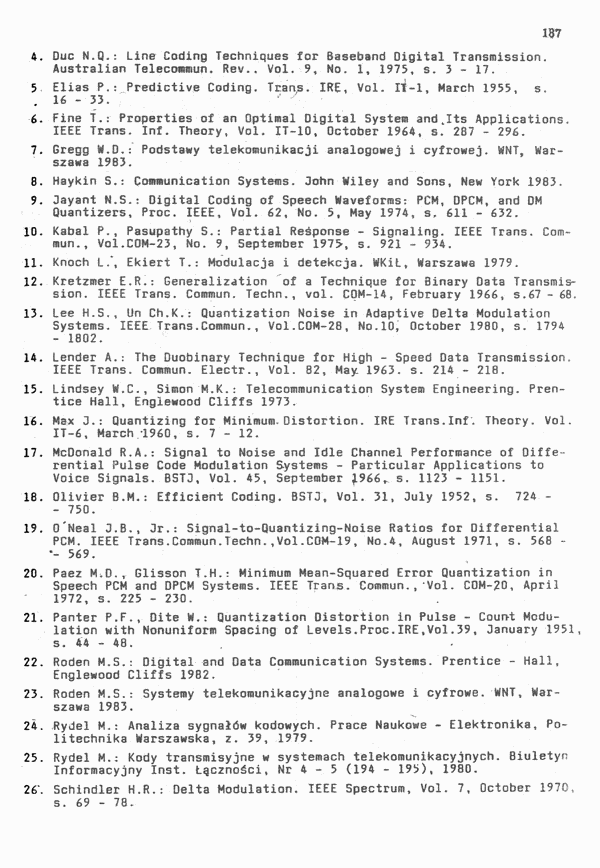 187
4. Duc N.Q.: Line Coding Techniques for Baseband Digital Transmission.
Australian Telecommun. Rev.. Vol. 9, No. 1, 1975, s. 3 - 17.
5. Elias P.: Predictive Coding. Trans. IRE, Vol. IT-1, March 1955, s.
16 - 33.
6. Fine T.: Properties of an Optimal Digital System and Its Applications.
IEEE Trans. Inf. Theory, Vol. IT-10, October 1964, s. 287 - 296.
7. Gregg W.D.: Podstawy telekomunikacji analogowej i cyfrowej. WNT, War-
szawa 1983.
8. Haykin S.: Communication Systems. John Wiley and Sons, New York 1983.
9. Jayant N.S.: Digital Coding of Speech Waveforms: PCM, DPCM, and DM
Quantizers, Proc. IEEE, Vol. 62, No. 5, May 1974, s. 611 - 632.
10. Kabal P., Pasupathy S.: Partial Response - Signaling. IEEE Trans. Com-
mun., Vol.COM-23, No. 9, September 1975, s. 921 - 934.
11. Knoch L., Ekiert T.: Modulacja i detekcja. WKiŁ, Warszawa 1979.
12. Kretzmer E.R.: Generalization of a Technique for Binary Data Transmis-
sion. IEEE Trans. Commun. Techn., vol. COM-14, February 1966, s.67 - 68.
13. Lee H.S., Un Ch.K.: Quantization Noise in Adaptive Delta Modulation
Systems. IEEE Trans.Commun., Vol.COM-28, No.10, October 1980, s. 1794
- 1802.
14. Lender A.: The Duobinary Technique for High - Speed Data Transmission.
IEEE Trans. Commun. Electr., Vol. 82, May 1963. s. 214 - 218.
15. Lindsey W.C., Simon M.K.: Telecommunication System Engineering. Pren-
tice Hall, Englewood Cliffs 1973.
16. Max J.: Quantizing for Minimum Distortion. IRE Trans.Inf. Theory. Vol.
IT-6, March 1960, s. 7 - 12.
17. McDonald R.A.: Signal to Noise and Idle Channel Performance of Diffe-
rential Pulse Code Modulation Systems - Particular Applications to
Voice Signals. BSTJ, Vol. 45, September 1966, s. 1123 - 1151.
18. Olivier B.M.: Efficient Coding. BSTJ, Vol. 31, July 1952, s. 724 -
- 750.
19. O'Neal J.B., Jr.: Signal-to-Quantizing-Noise Ratios for Differential
PCM. IEEE Trans.Commun.Techn.,Vol.COM-19, No.4, August 1971, s. 568 -
- 569.
20. Paez M.D., Glisson T.H.: Minimum Mean-Squared Error Quantization in
Speech PCM and DPCM Systems. IEEE Trans. Commun., Vol. COM-20, April
1972, s. 225 - 230.
21. Panter P.F., Dite W.: Quantization Distortion in Pulse - Count Modu-
lation with Nonuniform Spacing of Levels.Proc.IRE,Vol.39, January 1951,
s. 44 - 48.
22. Roden M.S.: Digital and Data Communication Systems. Prentice - Hall,
Englewood Cliffs 1982.
23. Roden M.S.: Systemy telekomunikacyjne analogowe i cyfrowe. WNT, War-
szawa 1983.
24. Rydel M.: Analiza sygnałów kodowych. Prace Naukowe - Elektronika, Po-
litechnika Warszawska, z. 39, 1979.
25. Rydel M.: Kody transmisyjne w systemach telekomunikacyjnych. Biuletyn
Informacyjny Inst. Łączności, Nr 4 - 5 (194 - 195), 1980.
26. Schindler H.R.: Delta Modulation. IEEE Spectrum, Vol. 7, October 1970,
s. 69 - 78.